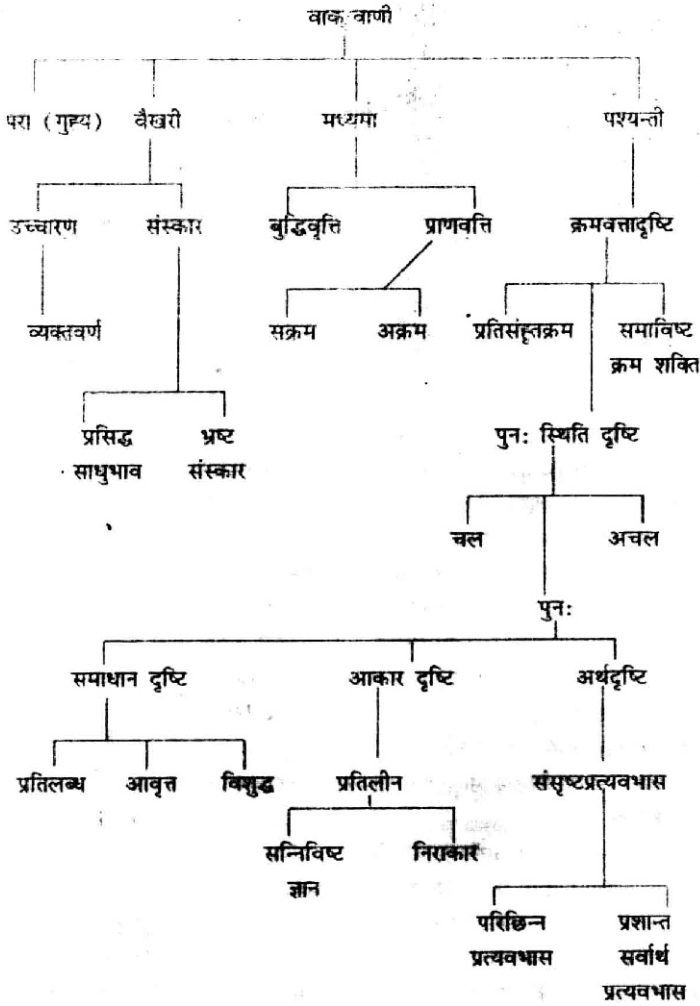 वाक् वाणी
परा (गुह्य) वैखरी मध्यमा पश्यन्ती
उच्चारण संस्कार बुद्धिवृत्ति प्राणवत्ति क्रमवत्तादृष्टि
व्यक्तवर्ण सक्रम अक्रम प्रतिसंहृतक्रम समाविष्ट
क्रम शक्ति
प्रसिद्ध भ्रष्ट पुनः स्थिति दृष्टि
साधुभाव संस्कार
चल अचल
पुनः
समाधान दृष्टि आकार दृष्टि अर्थदृष्टि
प्रतिलब्ध आवृत्त विशुद्ध प्रतिलीन संसृष्टप्रत्यवभास
सन्निविष्ट निराकार
ज्ञान
परिछिन्न प्रशान्त
प्रत्यवभास सर्वार्थ
प्रत्यवभास